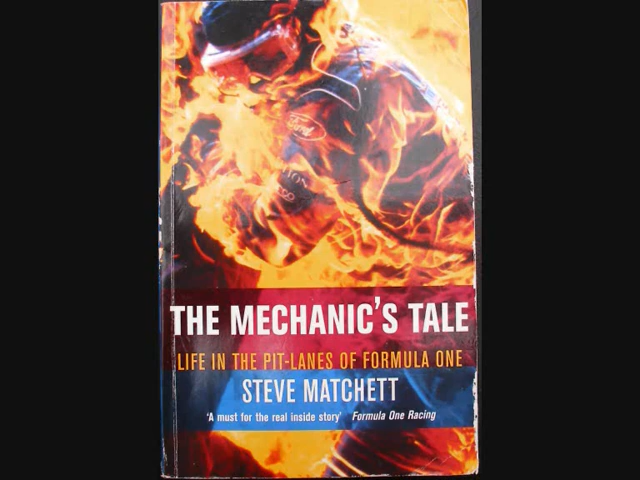 Ford
THE MECHANIC'S TALE
LIFE IN THE PIT-LANES OF FORMULA ONE
STEVE MATCHETT
'A must for the real inside story' Formula One Racing